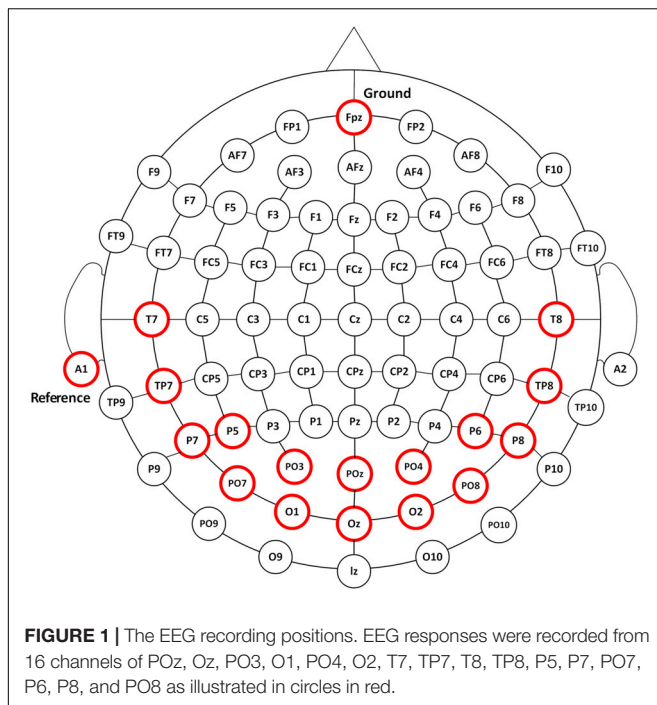 Ground
Fpz
FP1 FP2
AF7 AF8
AF3 AFz AF4
F9 F10
F7 F5 F3 F1 Fz F2 F4 F6 F8
FT9 FT10
FT7 FC5 FC3 FC1 FCz FC2 FC4 FC6 FT8
T7 C5 C3 C1 Cz C2 C4 C6 T8
A1 A2
Reference
TP7 CP5 CP3 CP1 CPz CP2 CP4 CP6 TP8
TP9 TP10
P7 P5 P3 P1 Pz P2 P4 P6 P8
P9 PO3 POz PO4 P10
PO7 PO8
O1 Oz O2
PO9 PO10
O9 Iz O10
FIGURE 1 | The EEG recording positions. EEG responses were recorded from
16 channels of POz, Oz, PO3, O1, PO4, O2, T7, TP7, T8, TP8, P5, P7, PO7,
P6, P8, and PO8 as illustrated in circles in red.